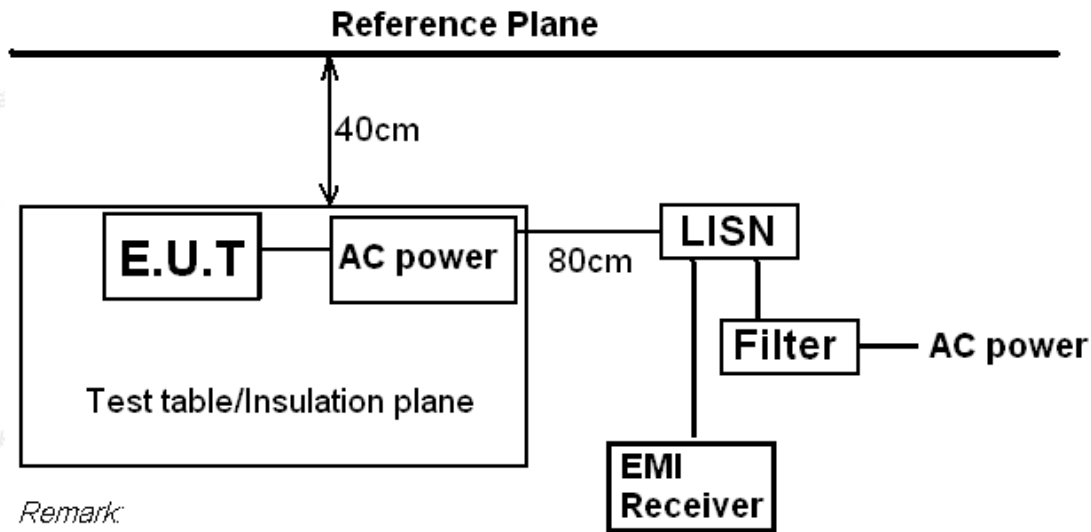 Reference Plane
40cm
E.U.T
AC power
80cm
LISN
Filter
AC power
Test table/Insulation plane
EMI
Receiver
Remark: